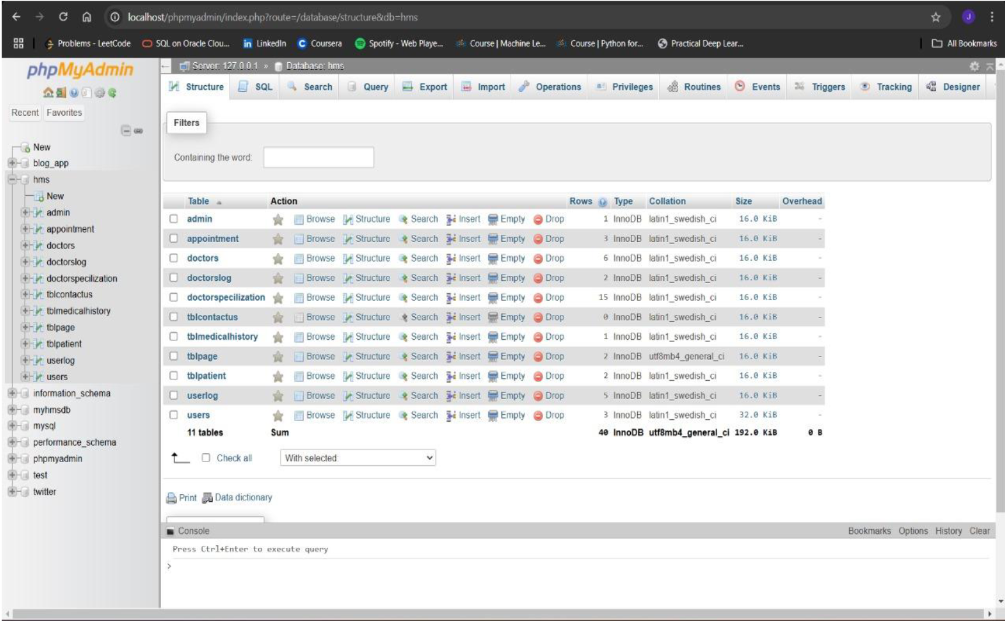 localhost/phpmyadmin/index.php?route=/database/structure&db=hms
Problems - LeetCode SQL on Oracle Clou... LinkedIn Coursera Spotify - Web Playe... Course | Machine Le... Course | Python for... Practical Deep Lear... All Bookmarks
phpMyAdmin
Recent Favorites
New
blog_app
hms
New
admin
appointment
doctors
doctorslog
doctorspecilization
tblcontactus
tblmedicalhistory
tblpage
tblpatient
userlog
users
information_schema
myhmsdb
mysql
performance_schema
phpmyadmin
test
twitter
Server: 127.0.0.1 » Database: hms
Structure SQL Search Query Export Import Operations Privileges Routines Events Triggers Tracking Designer
Filters
Containing the word:
Table Action Rows Type Collation Size Overhead
admin Browse Structure Search Insert Empty Drop 1 InnoDB latin1_swedish_ci 16.0 KiB -
appointment Browse Structure Search Insert Empty Drop 3 InnoDB latin1_swedish_ci 16.0 KiB -
doctors Browse Structure Search Insert Empty Drop 6 InnoDB latin1_swedish_ci 16.0 KiB -
doctorslog Browse Structure Search Insert Empty Drop 2 InnoDB latin1_swedish_ci 16.0 KiB -
doctorspecilization Browse Structure Search Insert Empty Drop 15 InnoDB latin1_swedish_ci 16.0 KiB -
tblcontactus Browse Structure Search Insert Empty Drop 0 InnoDB latin1_swedish_ci 16.0 KiB -
tblmedicalhistory Browse Structure Search Insert Empty Drop 1 InnoDB latin1_swedish_ci 16.0 KiB -
tblpage Browse Structure Search Insert Empty Drop 2 InnoDB utf8mb4_general_ci 16.0 KiB -
tblpatient Browse Structure Search Insert Empty Drop 2 InnoDB latin1_swedish_ci 16.0 KiB -
userlog Browse Structure Search Insert Empty Drop 5 InnoDB latin1_swedish_ci 16.0 KiB -
users Browse Structure Search Insert Empty Drop 3 InnoDB latin1_swedish_ci 32.0 KiB -
11 tables Sum 40 InnoDB utf8mb4_general_ci 192.0 KiB 0 B
Check all With selected:
Print Data dictionary
Console Bookmarks Options History Clear
Press Ctrl+Enter to execute query
>